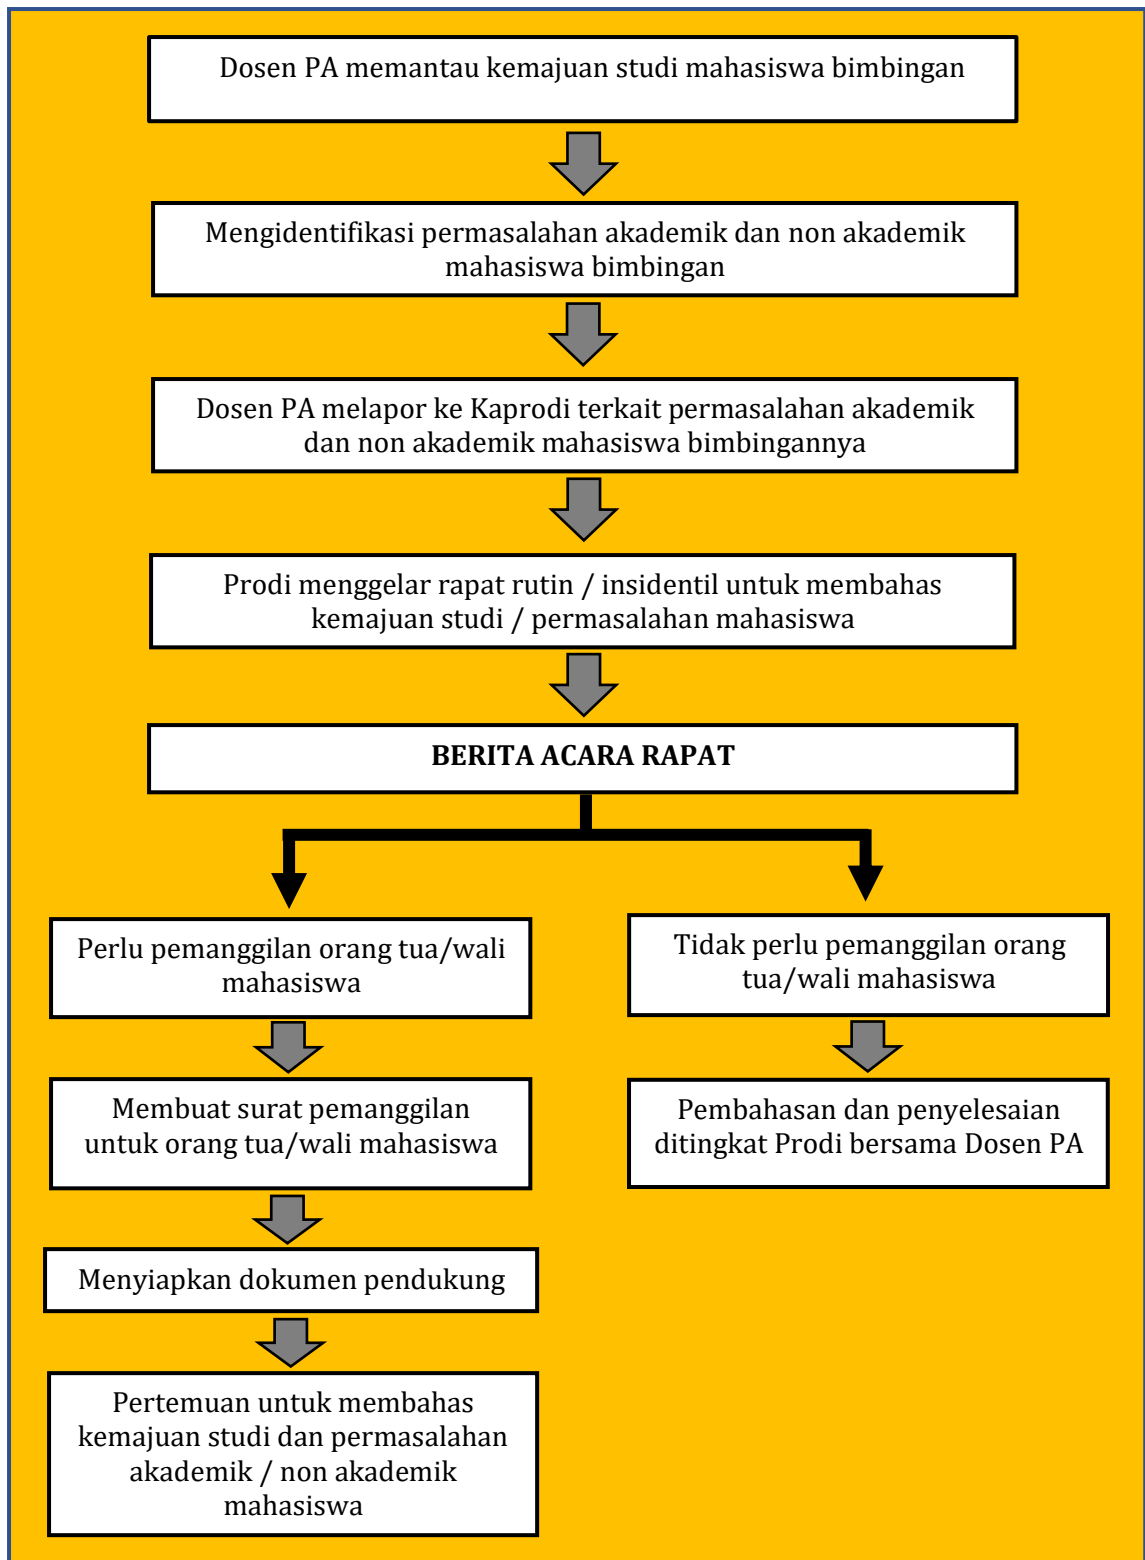 Dosen PA memantau kemajuan studi mahasiswa bimbingan
Mengidentifikasi permasalahan akademik dan non akademik
mahasiswa bimbingan
Dosen PA melapor ke Kaprodi terkait permasalahan akademik
dan non akademik mahasiswa bimbingannya
Prodi menggelar rapat rutin / insidentil untuk membahas
kemajuan studi / permasalahan mahasiswa
BERITA ACARA RAPAT
Perlu pemanggilan orang tua/wali
mahasiswa
Tidak perlu pemanggilan orang
tua/wali mahasiswa
Membuat surat pemanggilan
untuk orang tua/wali mahasiswa
Pembahasan dan penyelesaian
ditingkat Prodi bersama Dosen PA
Menyiapkan dokumen pendukung
Pertemuan untuk membahas
kemajuan studi dan permasalahan
akademik / non akademik
mahasiswa